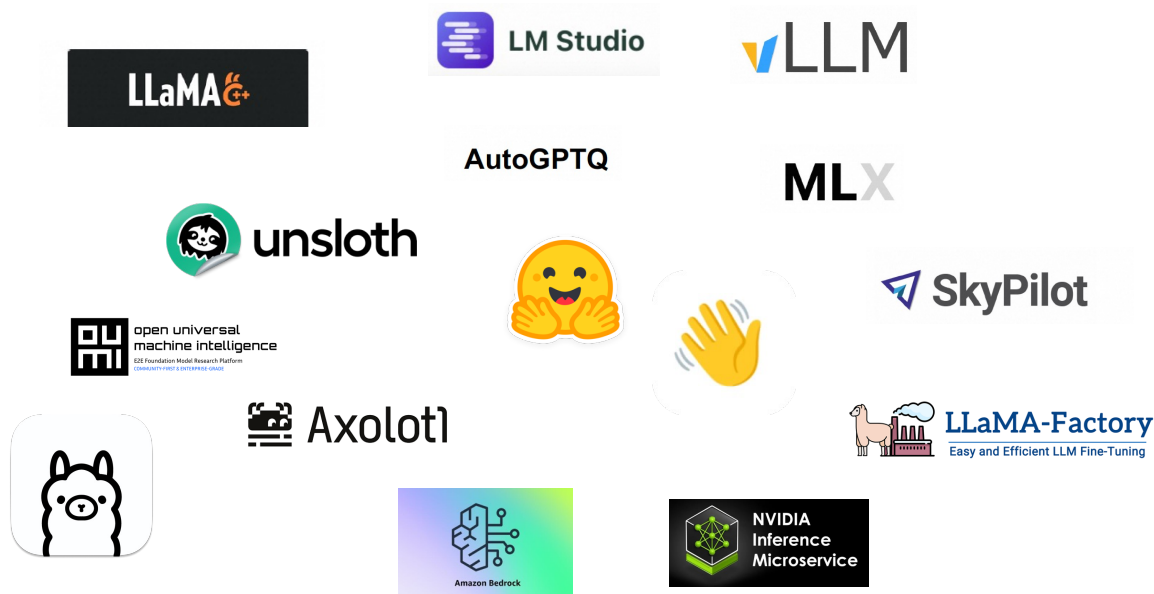 LLaMA C++
LM Studio
vLLM
AutoGPTQ
MLX
unsloth
SkyPilot
OUMI
open universal
machine intelligence
E2E Foundation Model Research Platform
COMMUNITY-FIRST & ENTERPRISE-GRADE
Axolotl
LLaMA-Factory
Easy and Efficient LLM Fine-Tuning
Amazon Bedrock
NVIDIA
Inference
Microservice